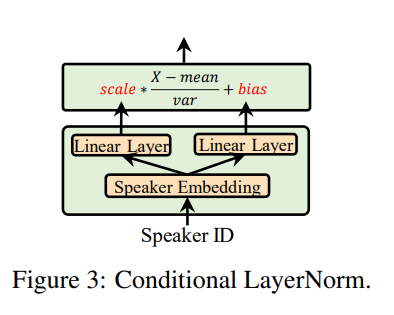 scale * X − mean / var + bias
Linear Layer Linear Layer
Speaker Embedding
Speaker ID
Figure 3: Conditional LayerNorm.